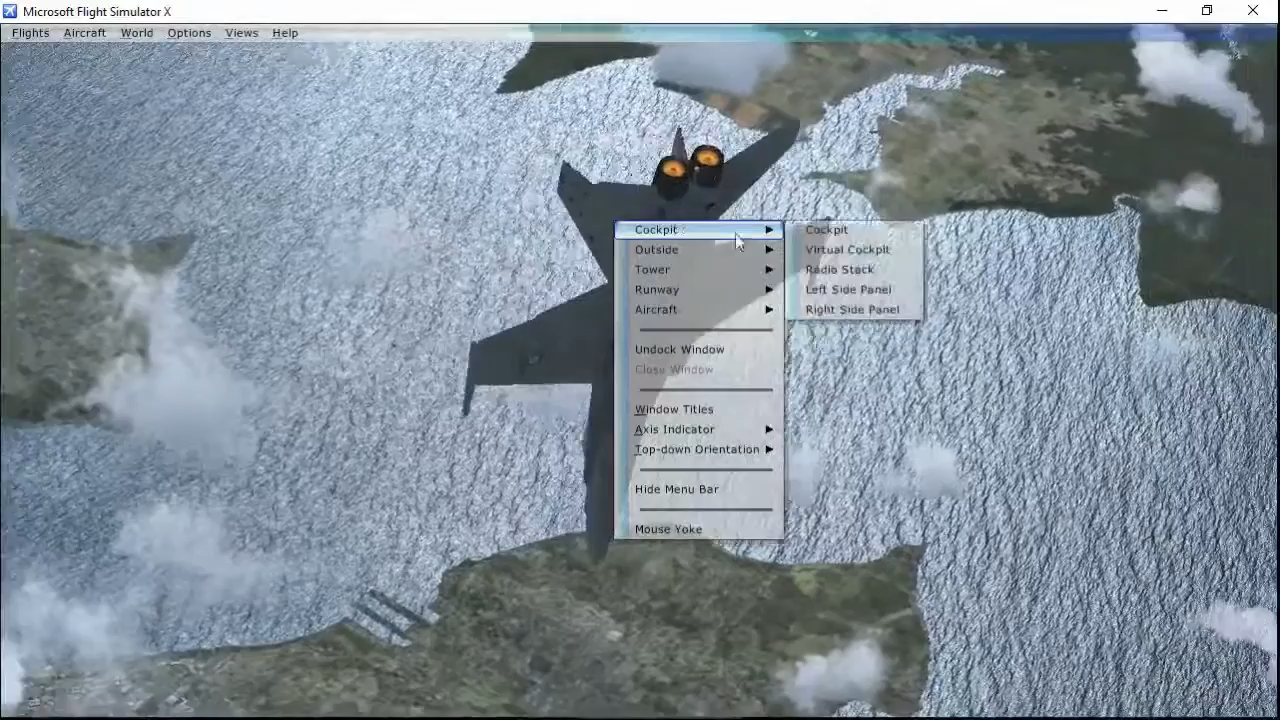 Microsoft Flight Simulator X
Flights Aircraft World Options Views Help
Cockpit
Outside
Tower
Runway
Aircraft
Undock Window
Close Window
Window Titles
Axis Indicator
Top-down Orientation
Hide Menu Bar
Mouse Yoke
Cockpit
Virtual Cockpit
Radio Stack
Left Side Panel
Right Side Panel